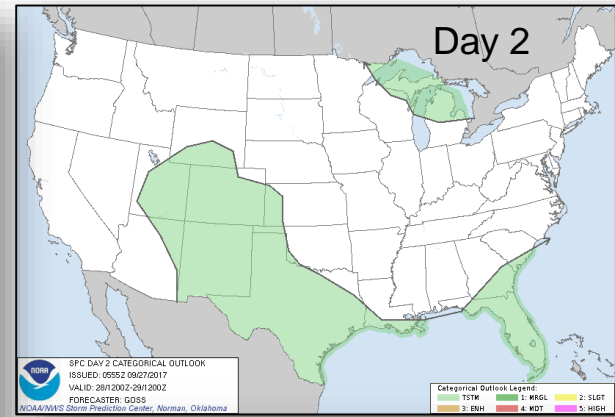 Day 2
NOAA
SPC DAY 2 CATEGORICAL OUTLOOK
ISSUED: 0555Z 09/27/2017
VALID: 28/1200Z-29/1200Z
FORECASTER: GOSS
NOAA/NWS Storm Prediction Center, Norman, Oklahoma
Categorical Outlook Legend:
TSTM 1: MRGL 2: SLGT
3: ENH 4: MDT 5: HIGH